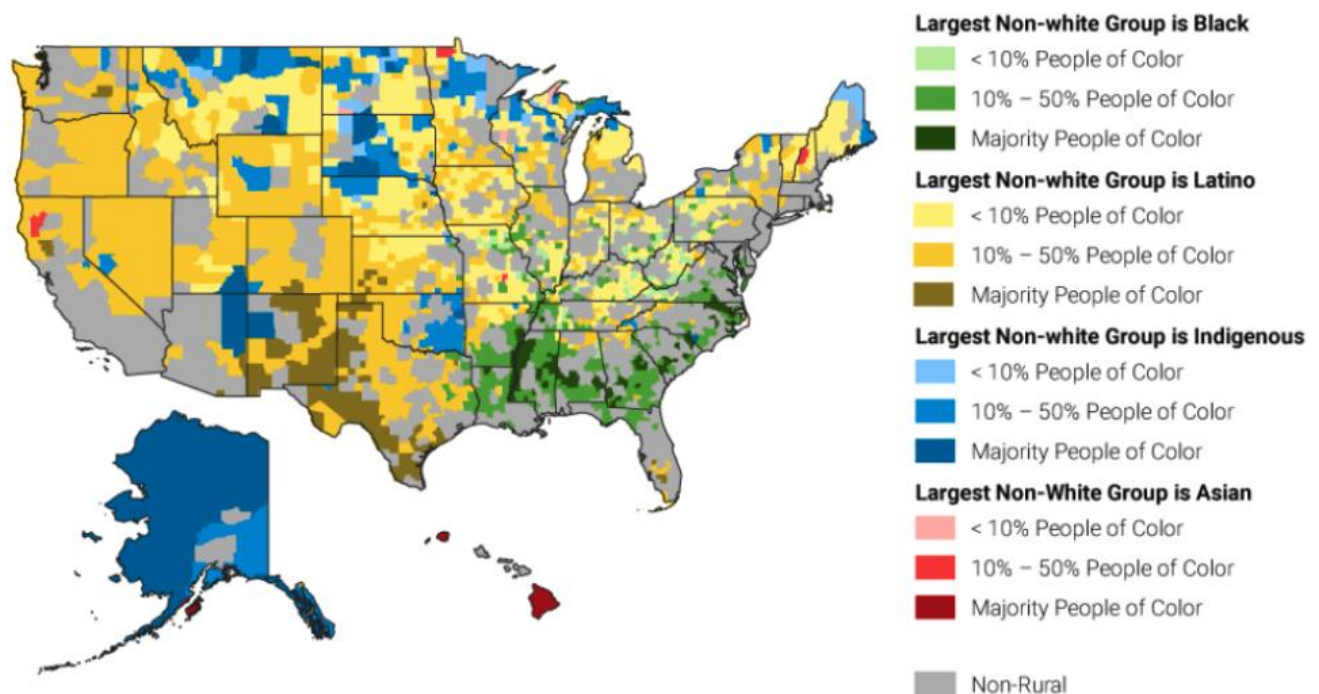 Largest Non-white Group is Black
< 10% People of Color
10% – 50% People of Color
Majority People of Color
Largest Non-white Group is Latino
< 10% People of Color
10% – 50% People of Color
Majority People of Color
Largest Non-white Group is Indigenous
< 10% People of Color
10% – 50% People of Color
Majority People of Color
Largest Non-White Group is Asian
< 10% People of Color
10% – 50% People of Color
Majority People of Color
Non-Rural